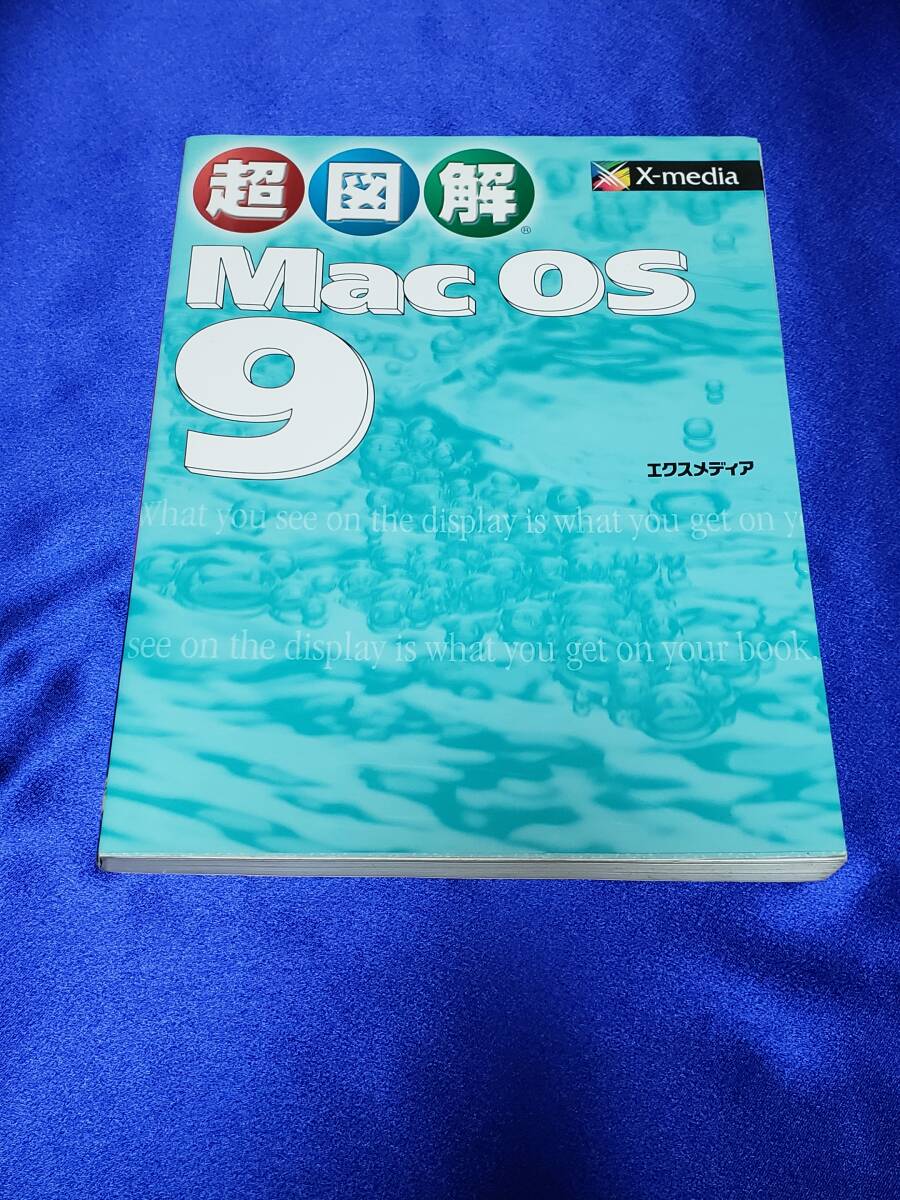 超図解®
X-media
Mac OS
9
エクスメディア
what you see on the display is what you get on yo
see on the display is what you get on your book.